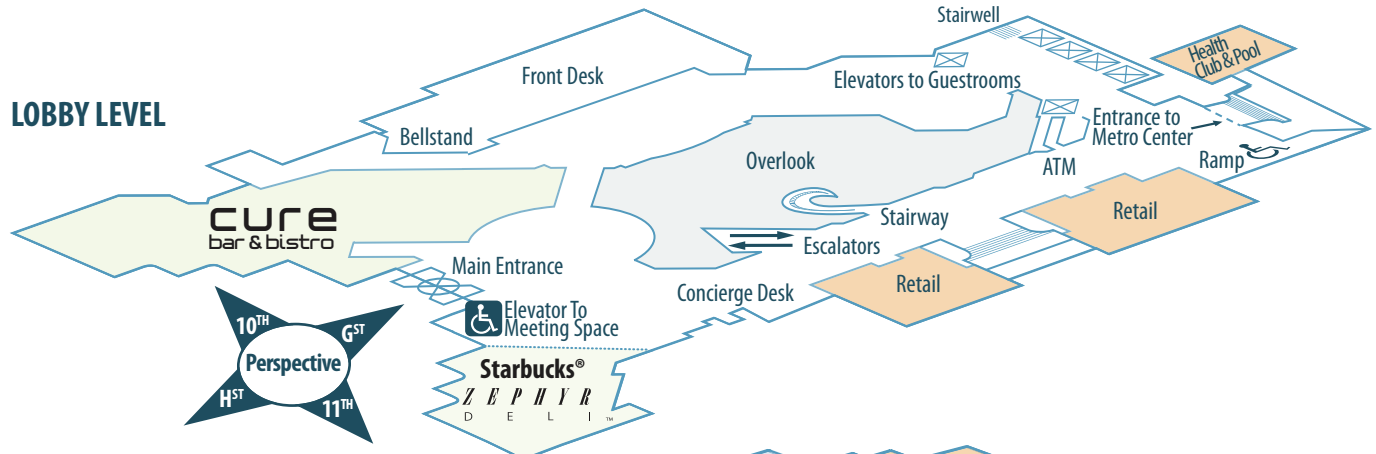 LOBBY LEVEL
Stairwell
Health
Club & Pool
Front Desk
Elevators to Guestrooms
Bellstand
Entrance to
Metro Center
Overlook
ATM
Ramp
cure
bar & bistro
Stairway
Retail
Escalators
Main Entrance
Concierge Desk
Retail
Elevator To
Meeting Space
10TH
GST
Perspective
HST
11TH
Starbucks®
ZEPHYR
DELI™